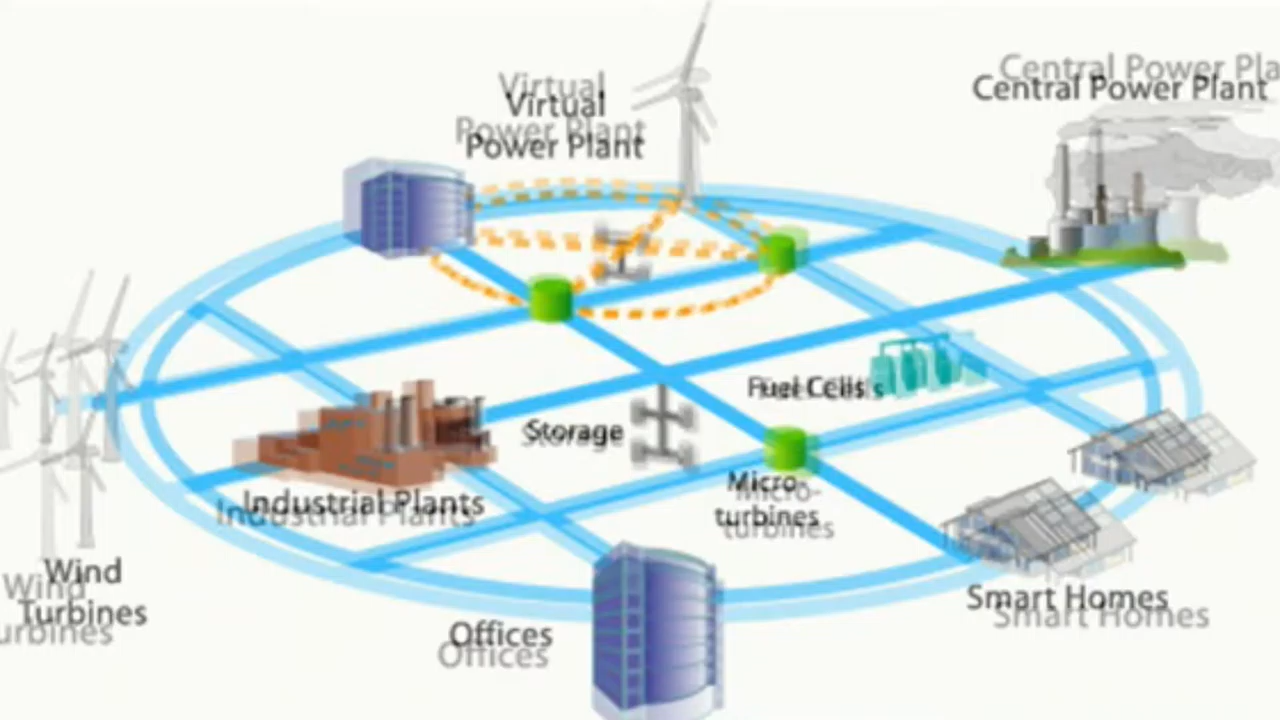 Virtual
Power Plant
Central Power Plant
Fuel Cells
Storage
Micro-
turbines
Industrial Plants
Wind
Turbines
Smart Homes
Offices